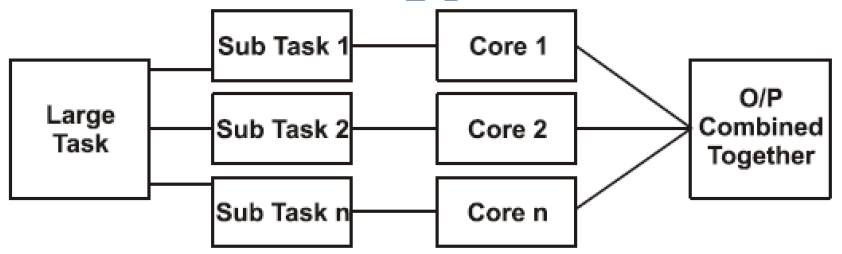 Large
Task
Sub Task 1
Sub Task 2
Sub Task n
Core 1
Core 2
Core n
O/P
Combined
Together